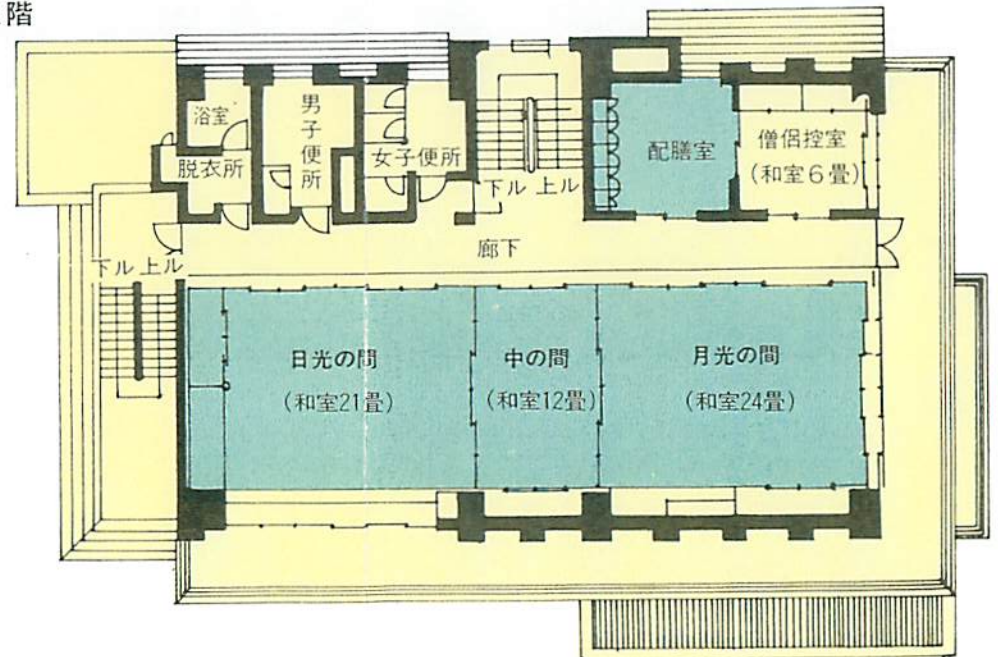 階
浴室
脱衣所
男子便所
女子便所
下ル 上ル
配膳室
僧侶控室
(和室6畳)
廊下
下ル 上ル
日光の間
(和室21畳)
中の間
(和室12畳)
月光の間
(和室24畳)